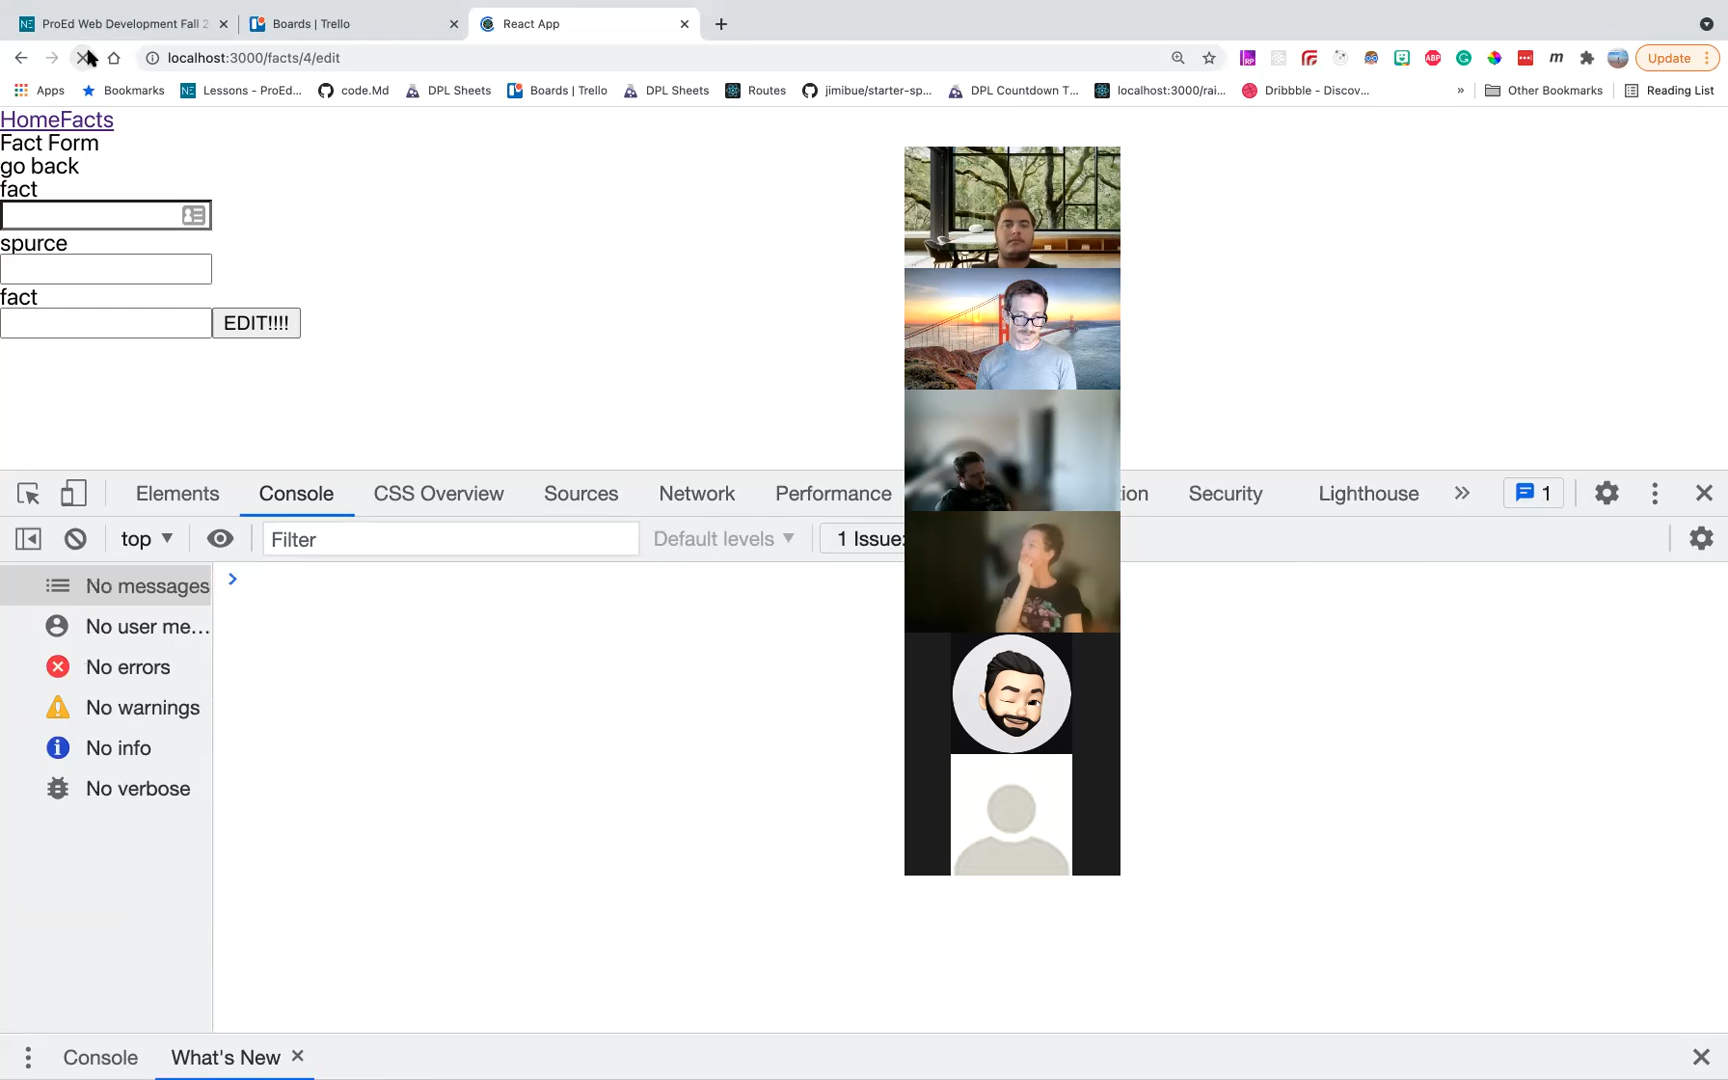 ProEd Web Development Fall 2
Boards | Trello
React App
localhost:3000/facts/4/edit
Update
Apps
Bookmarks
Lessons - ProEd...
code.Md
DPL Sheets
Boards | Trello
DPL Sheets
Routes
jimibue/starter-sp...
DPL Countdown T...
localhost:3000/rai...
Dribbble - Discov...
»
Other Bookmarks
Reading List
HomeFacts
Fact Form
go back
fact
spurce
fact
EDIT!!!!
Elements
Console
CSS Overview
Sources
Network
Performance
ion
Security
Lighthouse
»
1
top
Filter
Default levels
1 Issue:
No messages
No user me...
No errors
No warnings
No info
No verbose
>
Console
What's New